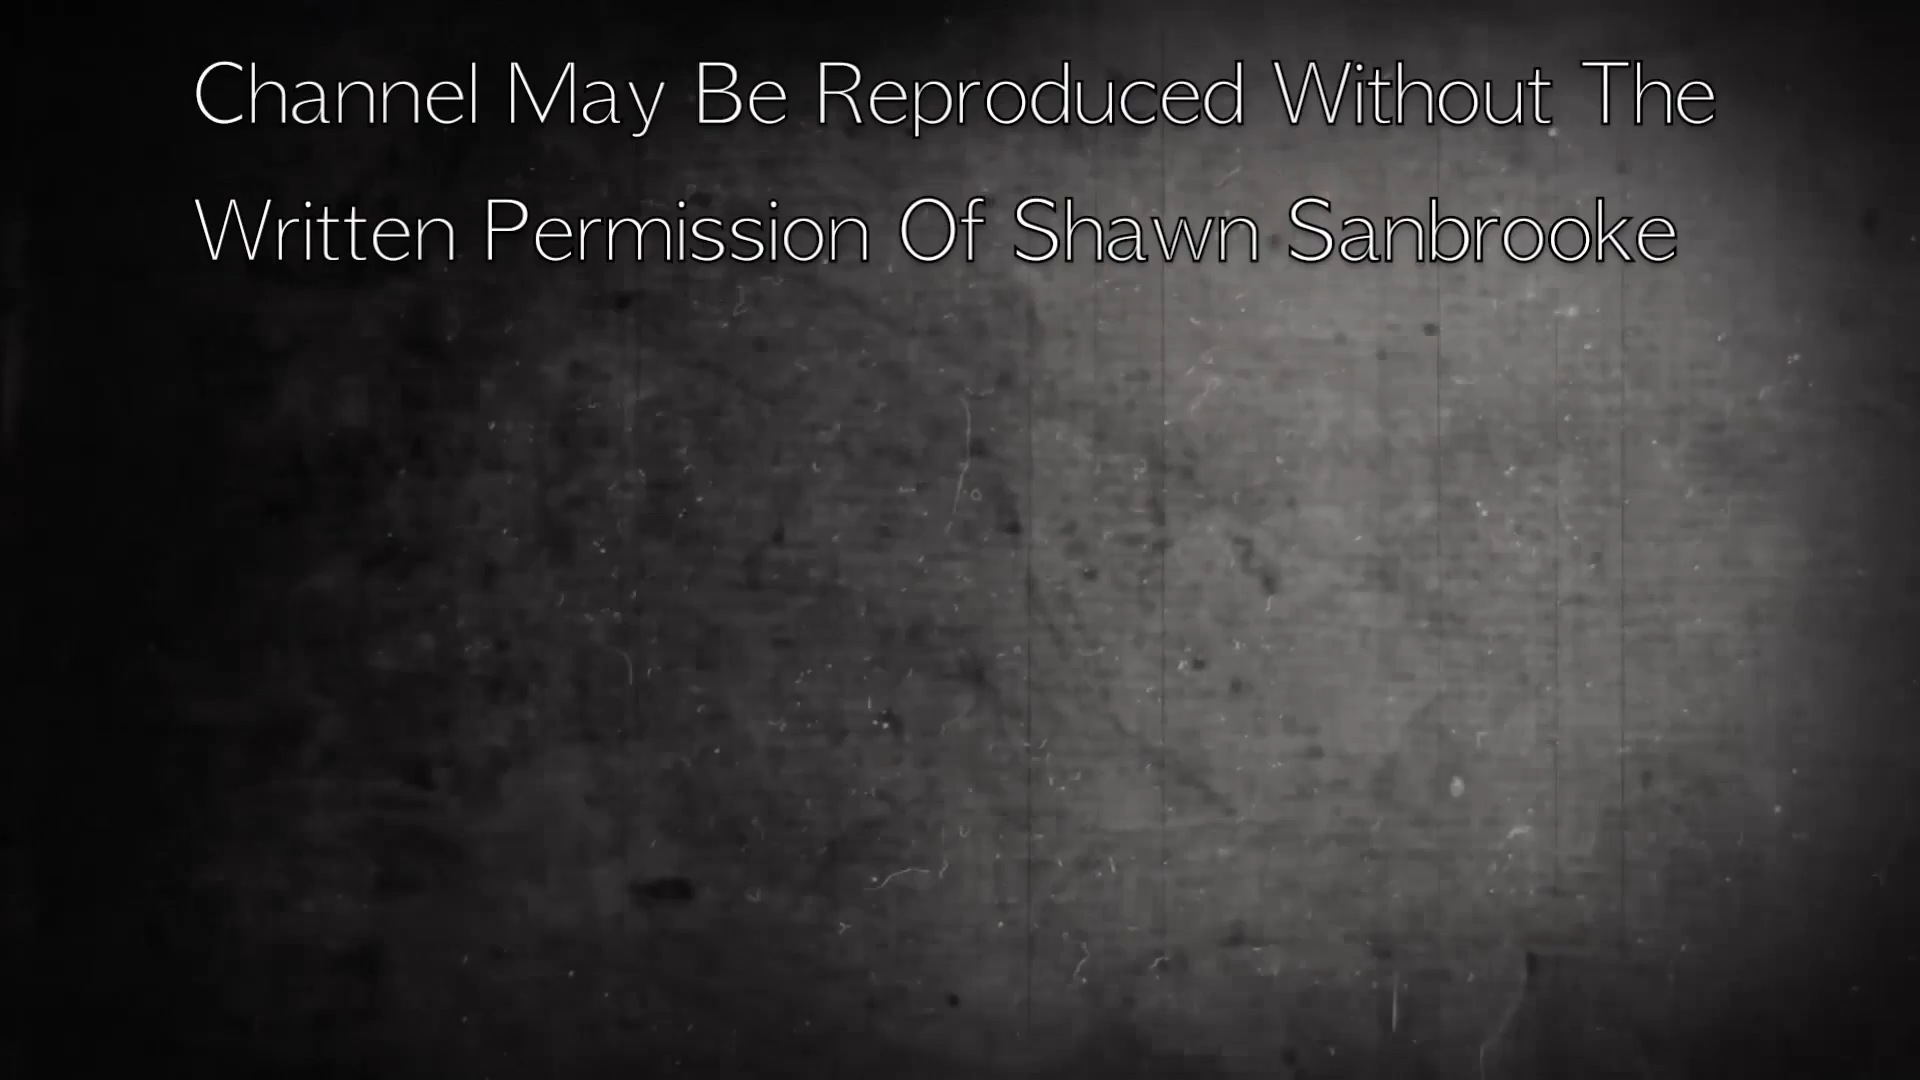 Channel May Be Reproduced Without The
Written Permission Of Shawn Sanbrooke